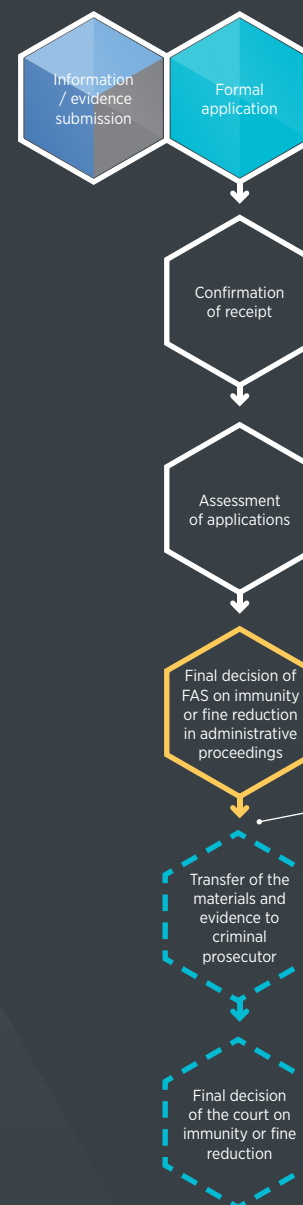 Information
/ evidence
submission
Formal
application
Confirmation
of receipt
Assessment
of applications
Final decision of
FAS on immunity
or fine reduction
in administrative
proceedings
Transfer of the
materials and
evidence to
criminal
prosecutor
Final decision
of the court on
immunity or fine
reduction